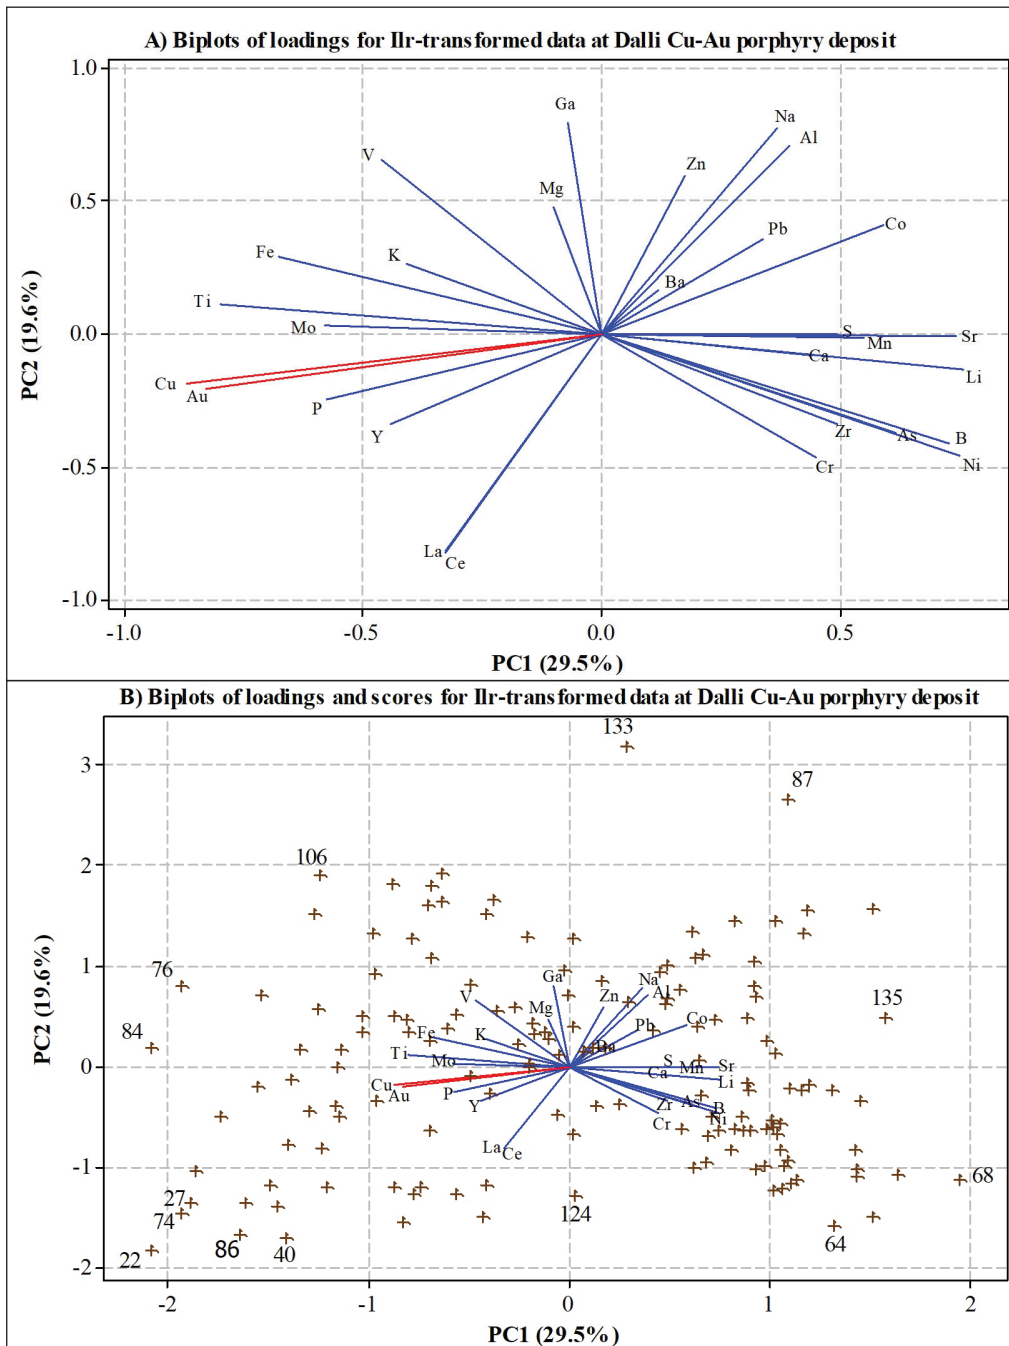 A) Biplots of loadings for Ilr-transformed data at Dalli Cu-Au porphyry deposit
1.0
Ga
Na
Al
V
Zn
0.5
Mg
Pb
Co
Fe
K
Ba
Ti
Mo
0.0
S
Sr
Mn
Ca
Li
Cu
Au
P
Y
Zr
As
B
Cr
Ni
-0.5
La
Ce
-1.0
-1.0
-0.5
0.0
0.5
PC2 (19.6%)
PC1 (29.5%)
B) Biplots of loadings and scores for Ilr-transformed data at Dalli Cu-Au porphyry deposit
133
3
87
2
106
76
1
Ga
Na
Al
V
Zn
Mg
135
Co
84
Fe
K
Pb
Ba
Ti
Mo
0
S
Mn
Sr
Ca
Li
Cu
Au
P
Y
Zr
As
B
Cr
Ni
La
Ce
-1
68
27
74
124
22
86
40
64
-2
-2
-1
0
1
2
PC2 (19.6%)
PC1 (29.5%)